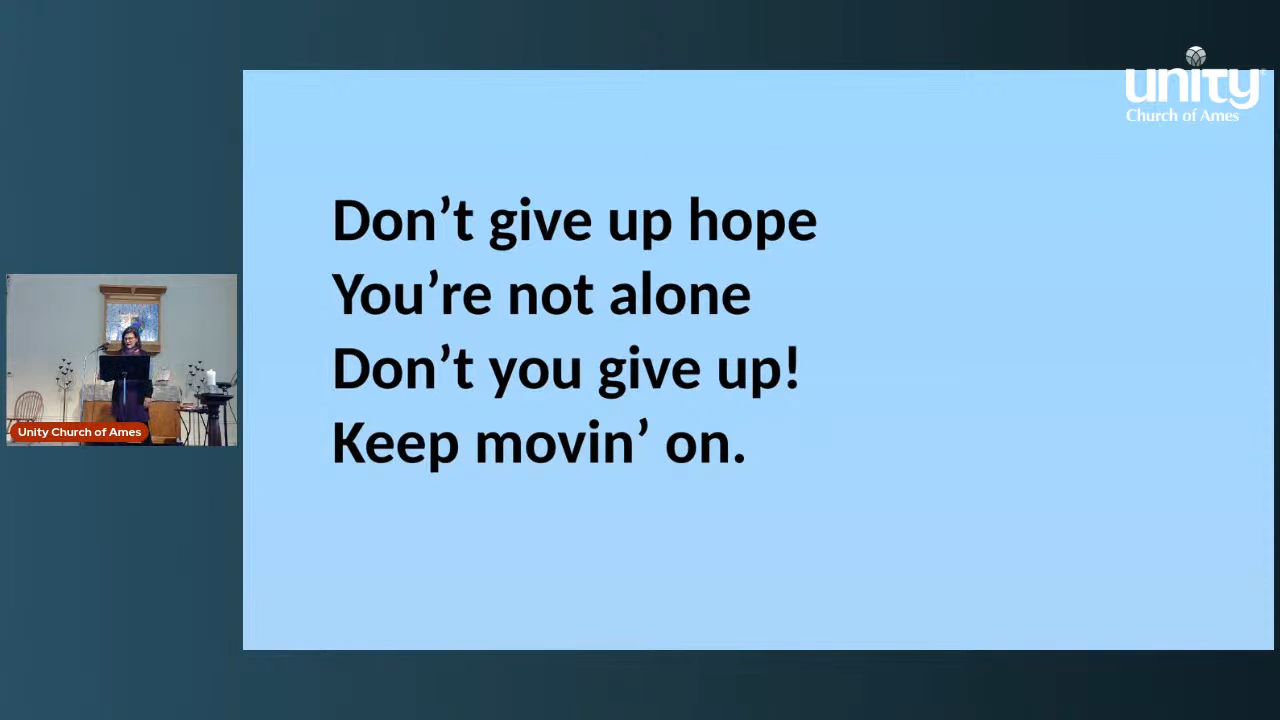 unity
Church of Ames
Don’t give up hope
You’re not alone
Don’t you give up!
Keep movin’ on.
Unity Church of Ames